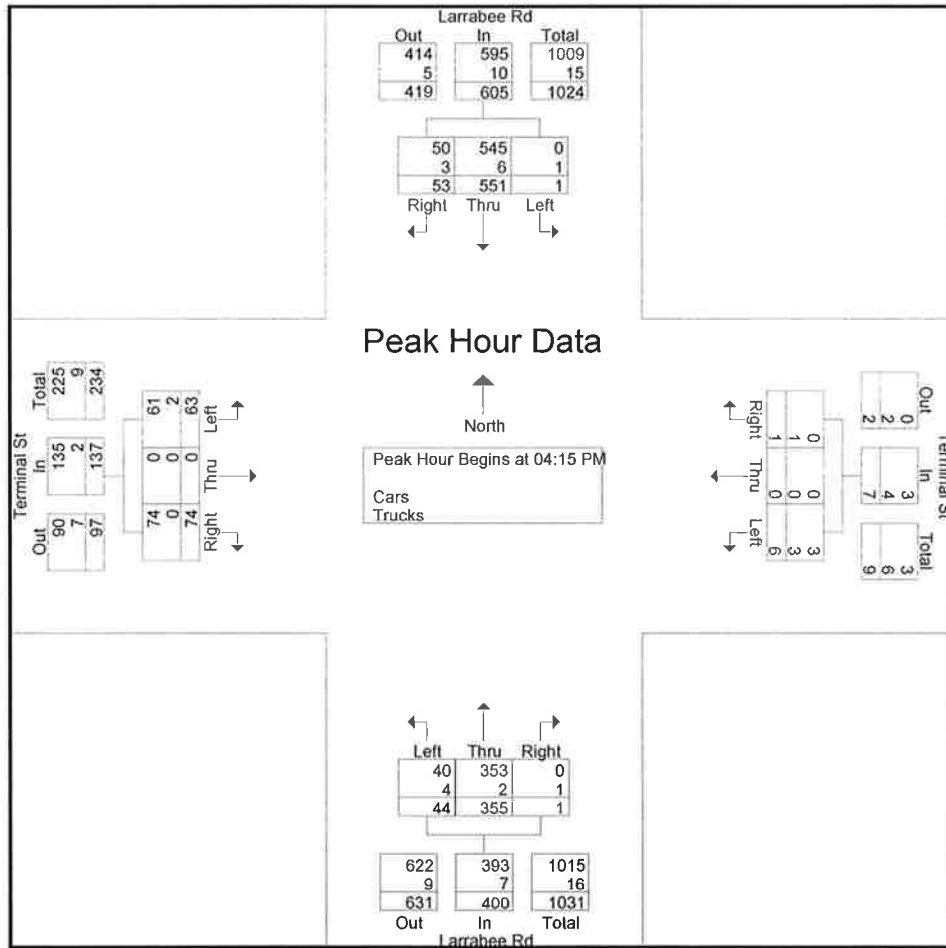 Larrabee Rd
Out In Total
414 595 1009
5 10 15
419 605 1024
50 545 0
3 6 1
53 551 1
Right Thru Left
Peak Hour Data
North
Peak Hour Begins at 04:15 PM
Cars
Trucks
Terminal St
Total In Out
225 135 90
9 2 7
234 137 97
61 0 74
2 0 0
63 0 74
Left Thru Right
Terminal St
Out In Total
0 3 3
2 4 6
2 7 9
0 0 3
1 0 3
1 0 6
Right Thru Left
Left Thru Right
40 353 0
4 2 1
44 355 1
622 393 1015
9 7 16
631 400 1031
Out In Total
Larrabee Rd